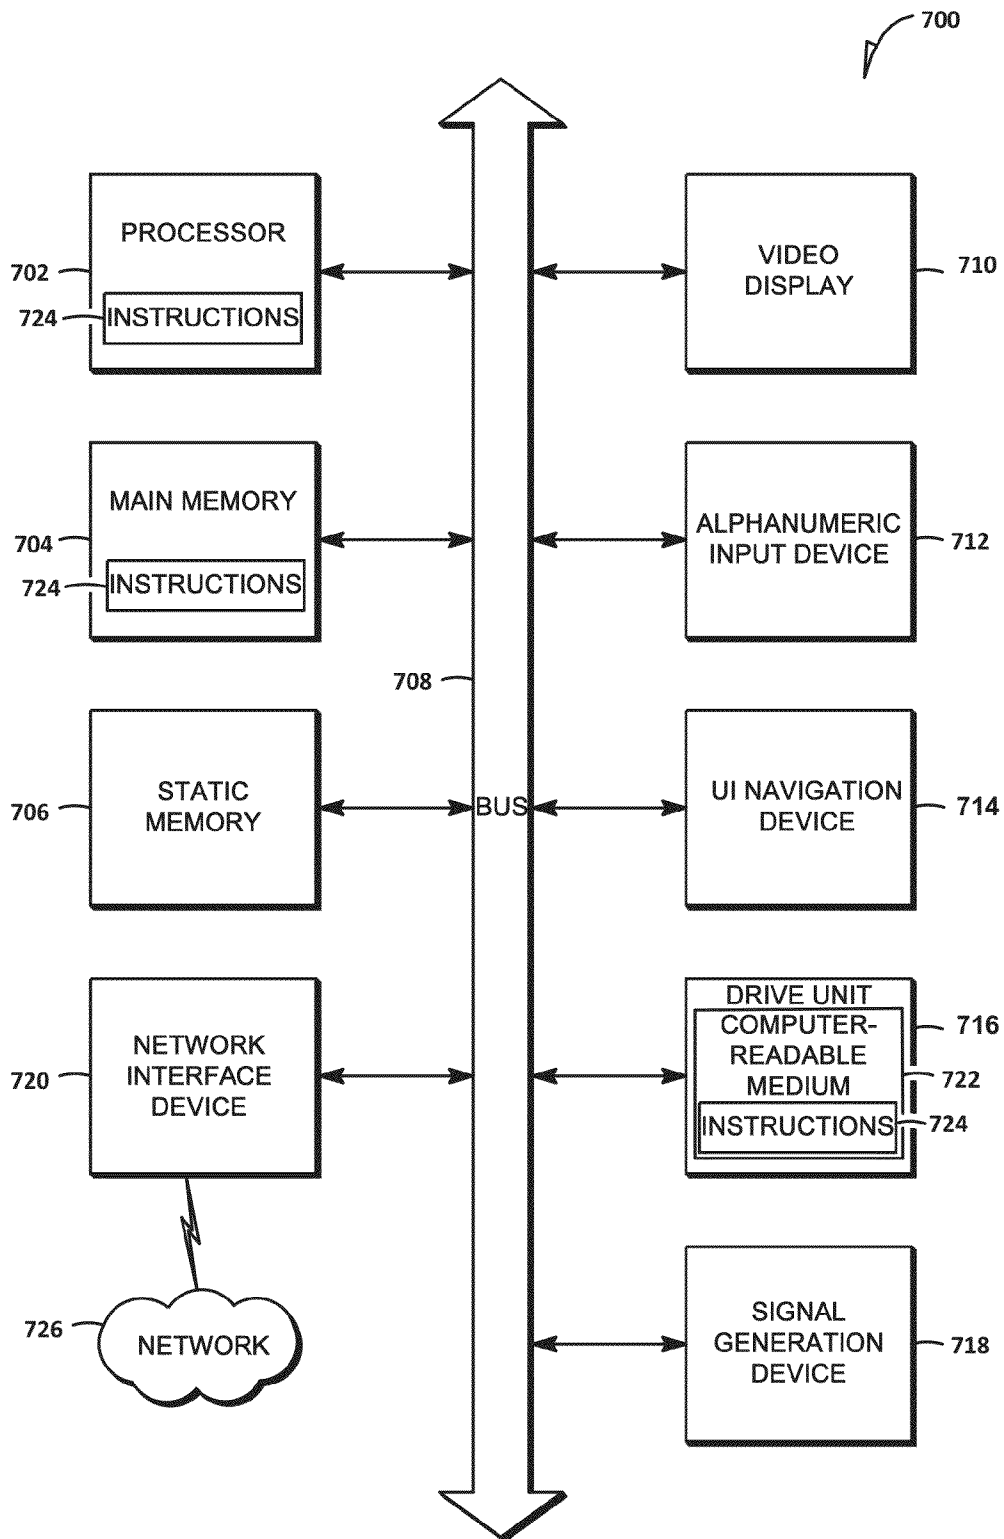 700
PROCESSOR
702
724
INSTRUCTIONS
VIDEO
DISPLAY
710
MAIN MEMORY
704
724
INSTRUCTIONS
ALPHANUMERIC
INPUT DEVICE
712
708
STATIC
MEMORY
706
BUS
UI NAVIGATION
DEVICE
714
NETWORK
INTERFACE
DEVICE
720
DRIVE UNIT
COMPUTER-
READABLE
MEDIUM
716
722
INSTRUCTIONS
724
726
NETWORK
SIGNAL
GENERATION
DEVICE
718